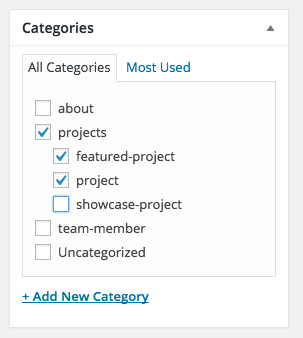 Categories
All Categories Most Used
about
projects
featured-project
project
showcase-project
team-member
Uncategorized
+ Add New Category